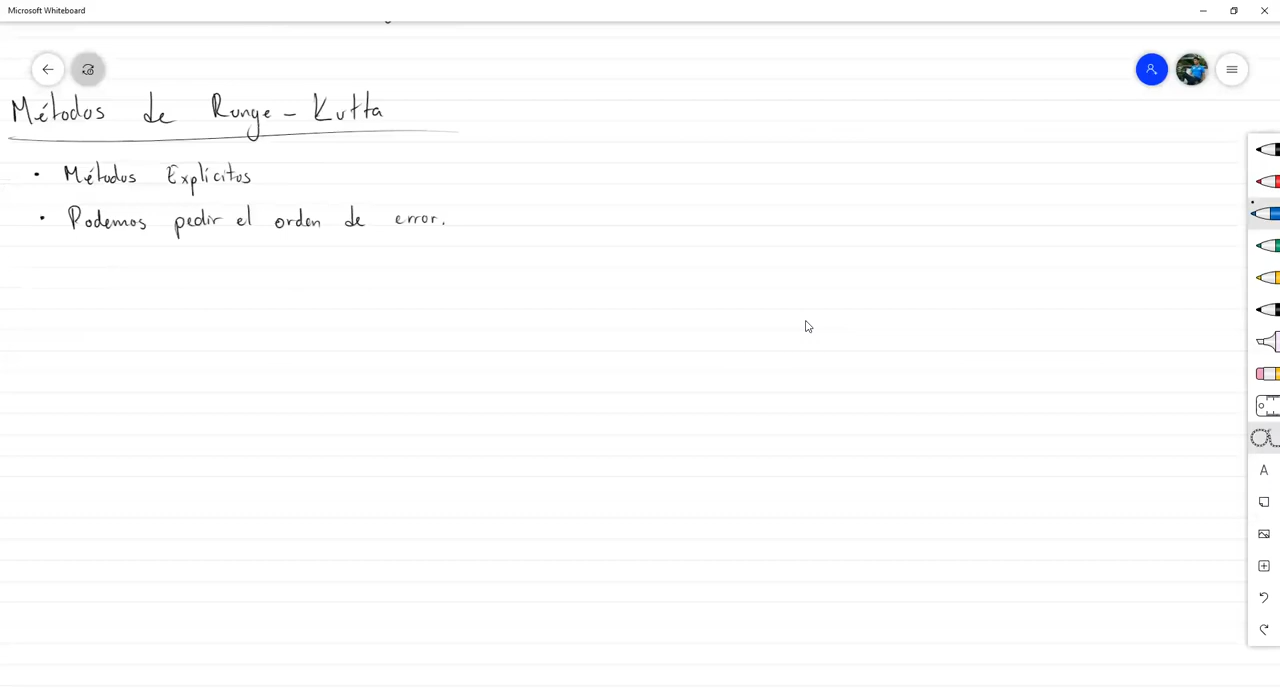 Microsoft Whiteboard
Métodos de Runge - Kutta
• Métodos Explícitos
• Podemos pedir el orden de error.
A